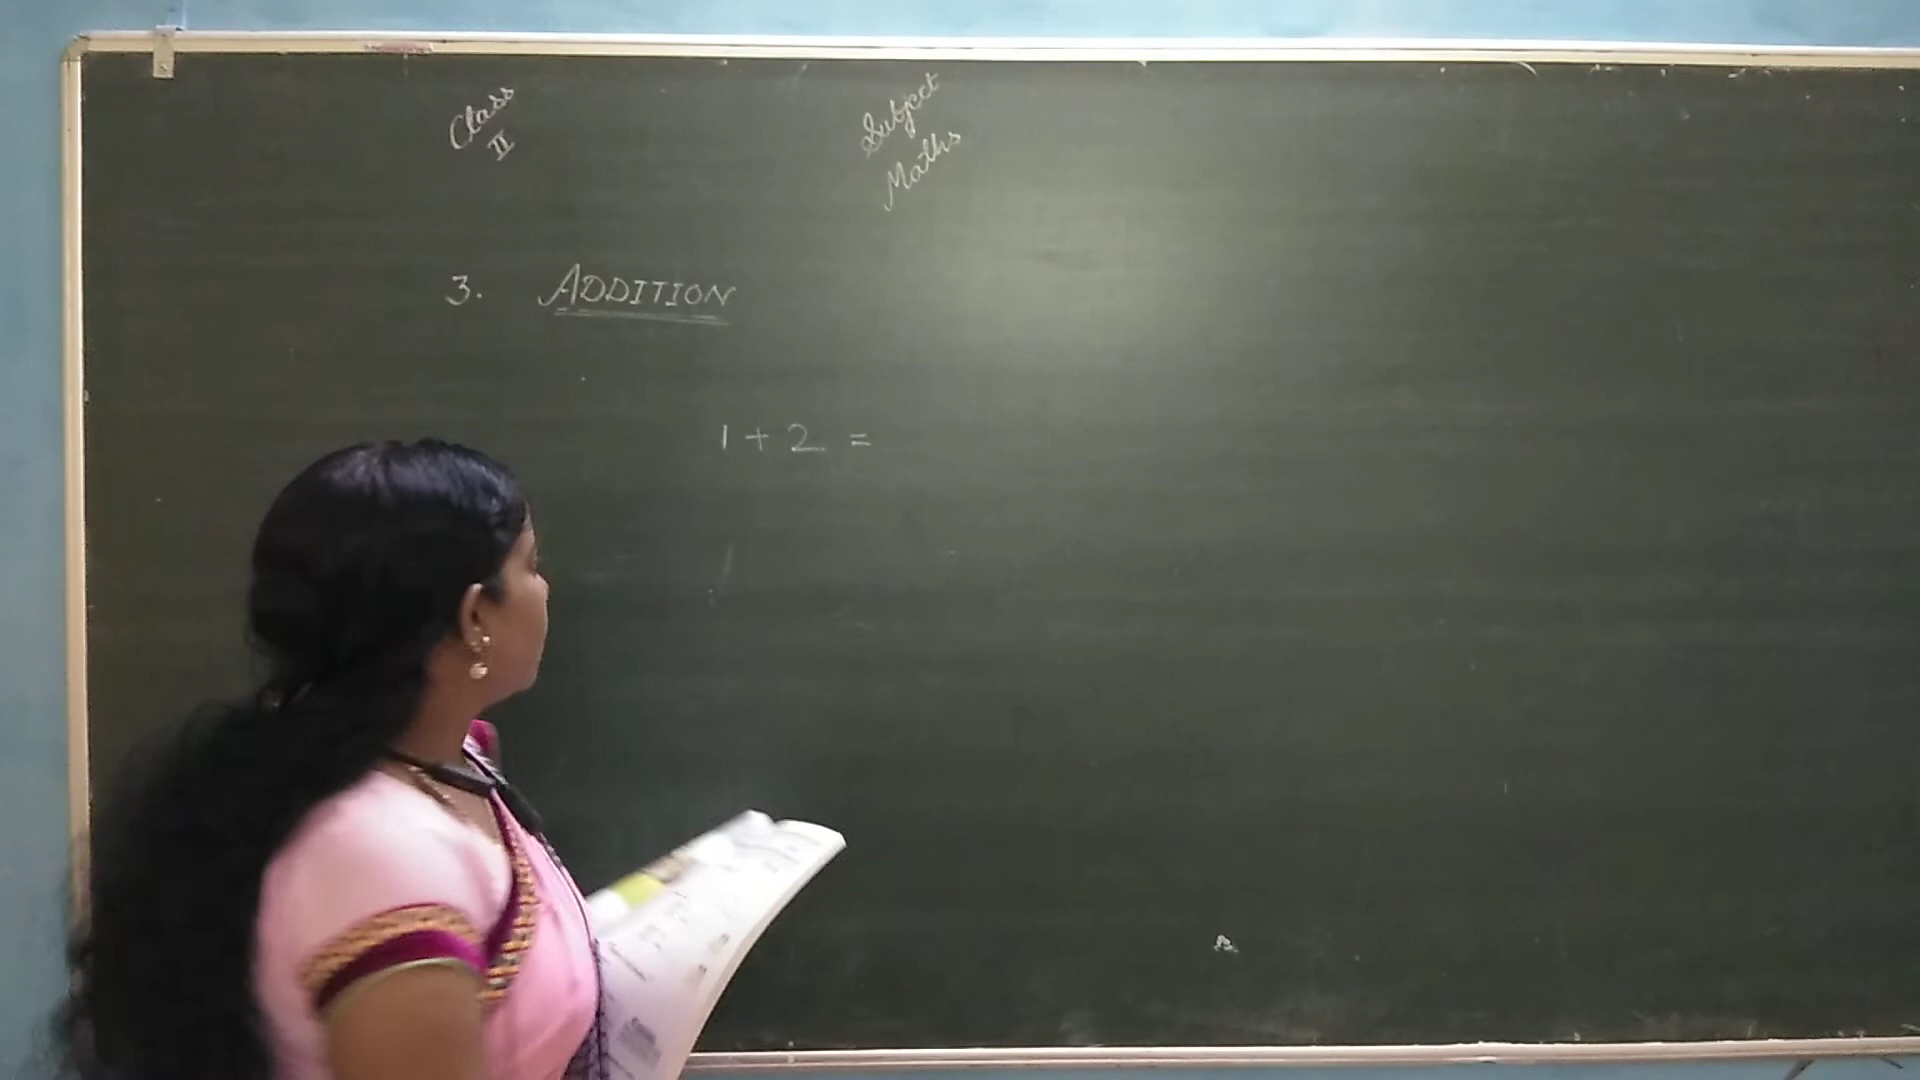 Class
II
Subject
Maths
3. ADDITION
1 + 2 =